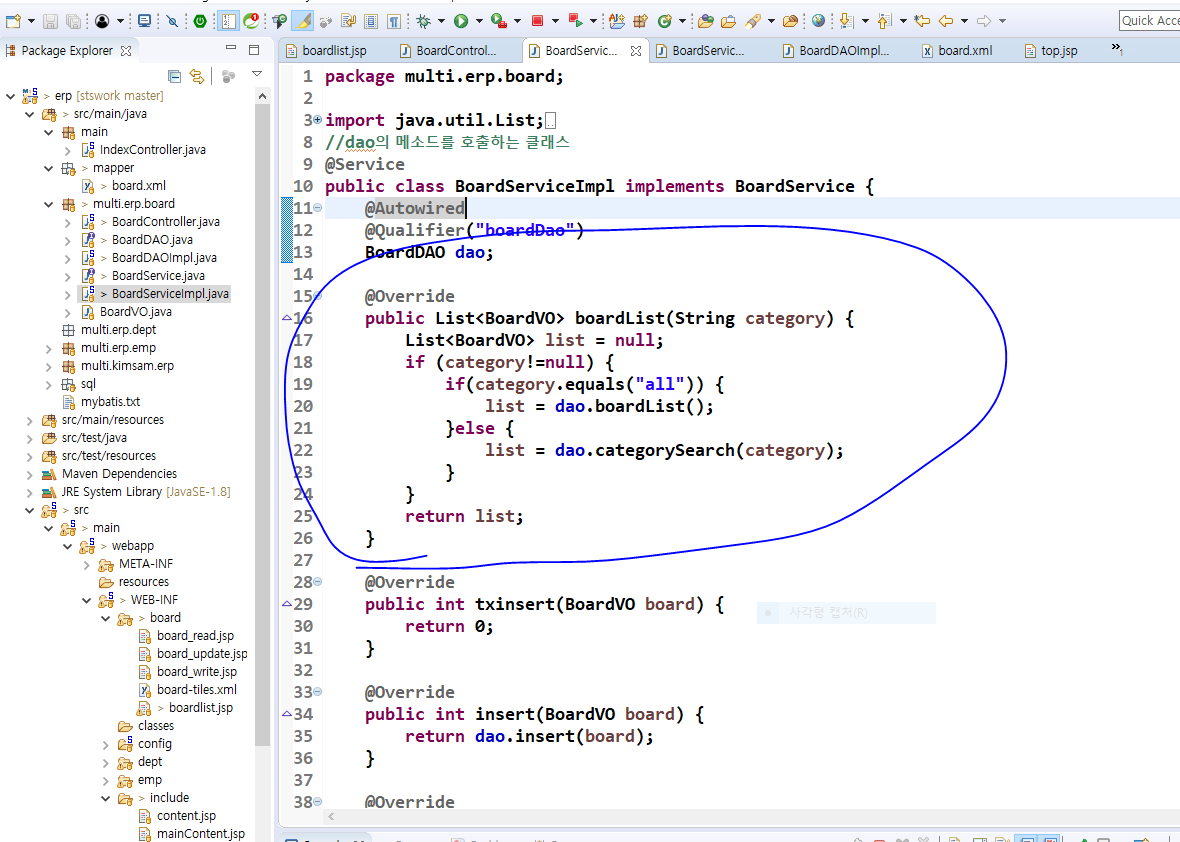 Quick Acce
Package Explorer
boardlist.jsp
BoardControl...
BoardServic...
BoardServic...
BoardDAOImpl...
board.xml
top.jsp
»1
> erp [stswork master]
> src/main/java
main
IndexController.java
> mapper
> board.xml
> multi.erp.board
> BoardController.java
> BoardDAO.java
> BoardDAOImpl.java
> BoardService.java
> BoardServiceImpl.java
BoardVO.java
multi.erp.dept
multi.erp.emp
multi.kimsam.erp
sql
mybatis.txt
src/main/resources
src/test/java
src/test/resources
Maven Dependencies
JRE System Library [JavaSE-1.8]
> src
> main
> webapp
META-INF
resources
> WEB-INF
> board
board_read.jsp
board_update.jsp
board_write.jsp
board-tiles.xml
> boardlist.jsp
classes
config
dept
emp
> include
content.jsp
mainContent.jsp
1 package multi.erp.board;
2
3 import java.util.List;
8 //dao의 메소드를 호출하는 클래스
9 @Service
10 public class BoardServiceImpl implements BoardService {
11 @Autowired
12 @Qualifier("boardDao")
13 BoardDAO dao;
14
15 @Override
16 public List<BoardVO> boardList(String category) {
17 List<BoardVO> list = null;
18 if (category!=null) {
19 if(category.equals("all")) {
20 list = dao.boardList();
21 }else {
22 list = dao.categorySearch(category);
23 }
24 }
25 return list;
26 }
27
28 @Override
29 public int txinsert(BoardVO board) {
30 return 0;
사각형 캡처(R)
31 }
32
33 @Override
34 public int insert(BoardVO board) {
35 return dao.insert(board);
36 }
37
38 @Override